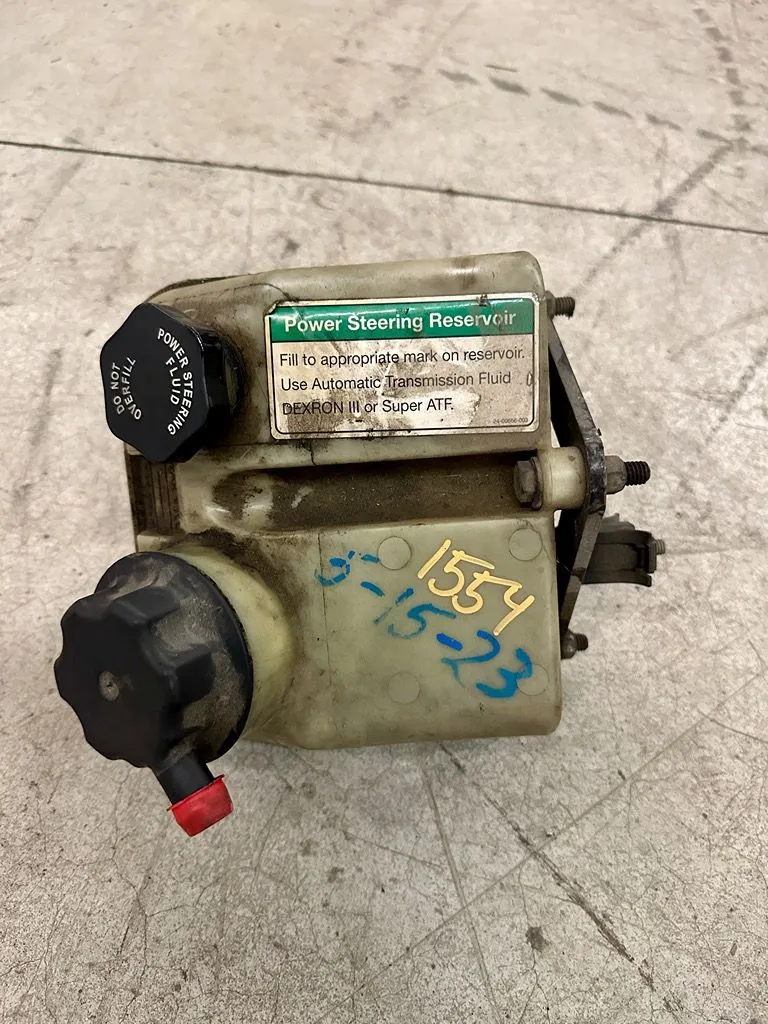 Power Steering Reservoir
Fill to appropriate mark on reservoir.
Use Automatic Transmission Fluid
DEXRON III or Super ATF.
POWER STEERING
FLUID
DO NOT
OVERFILL
1554
5-15-23